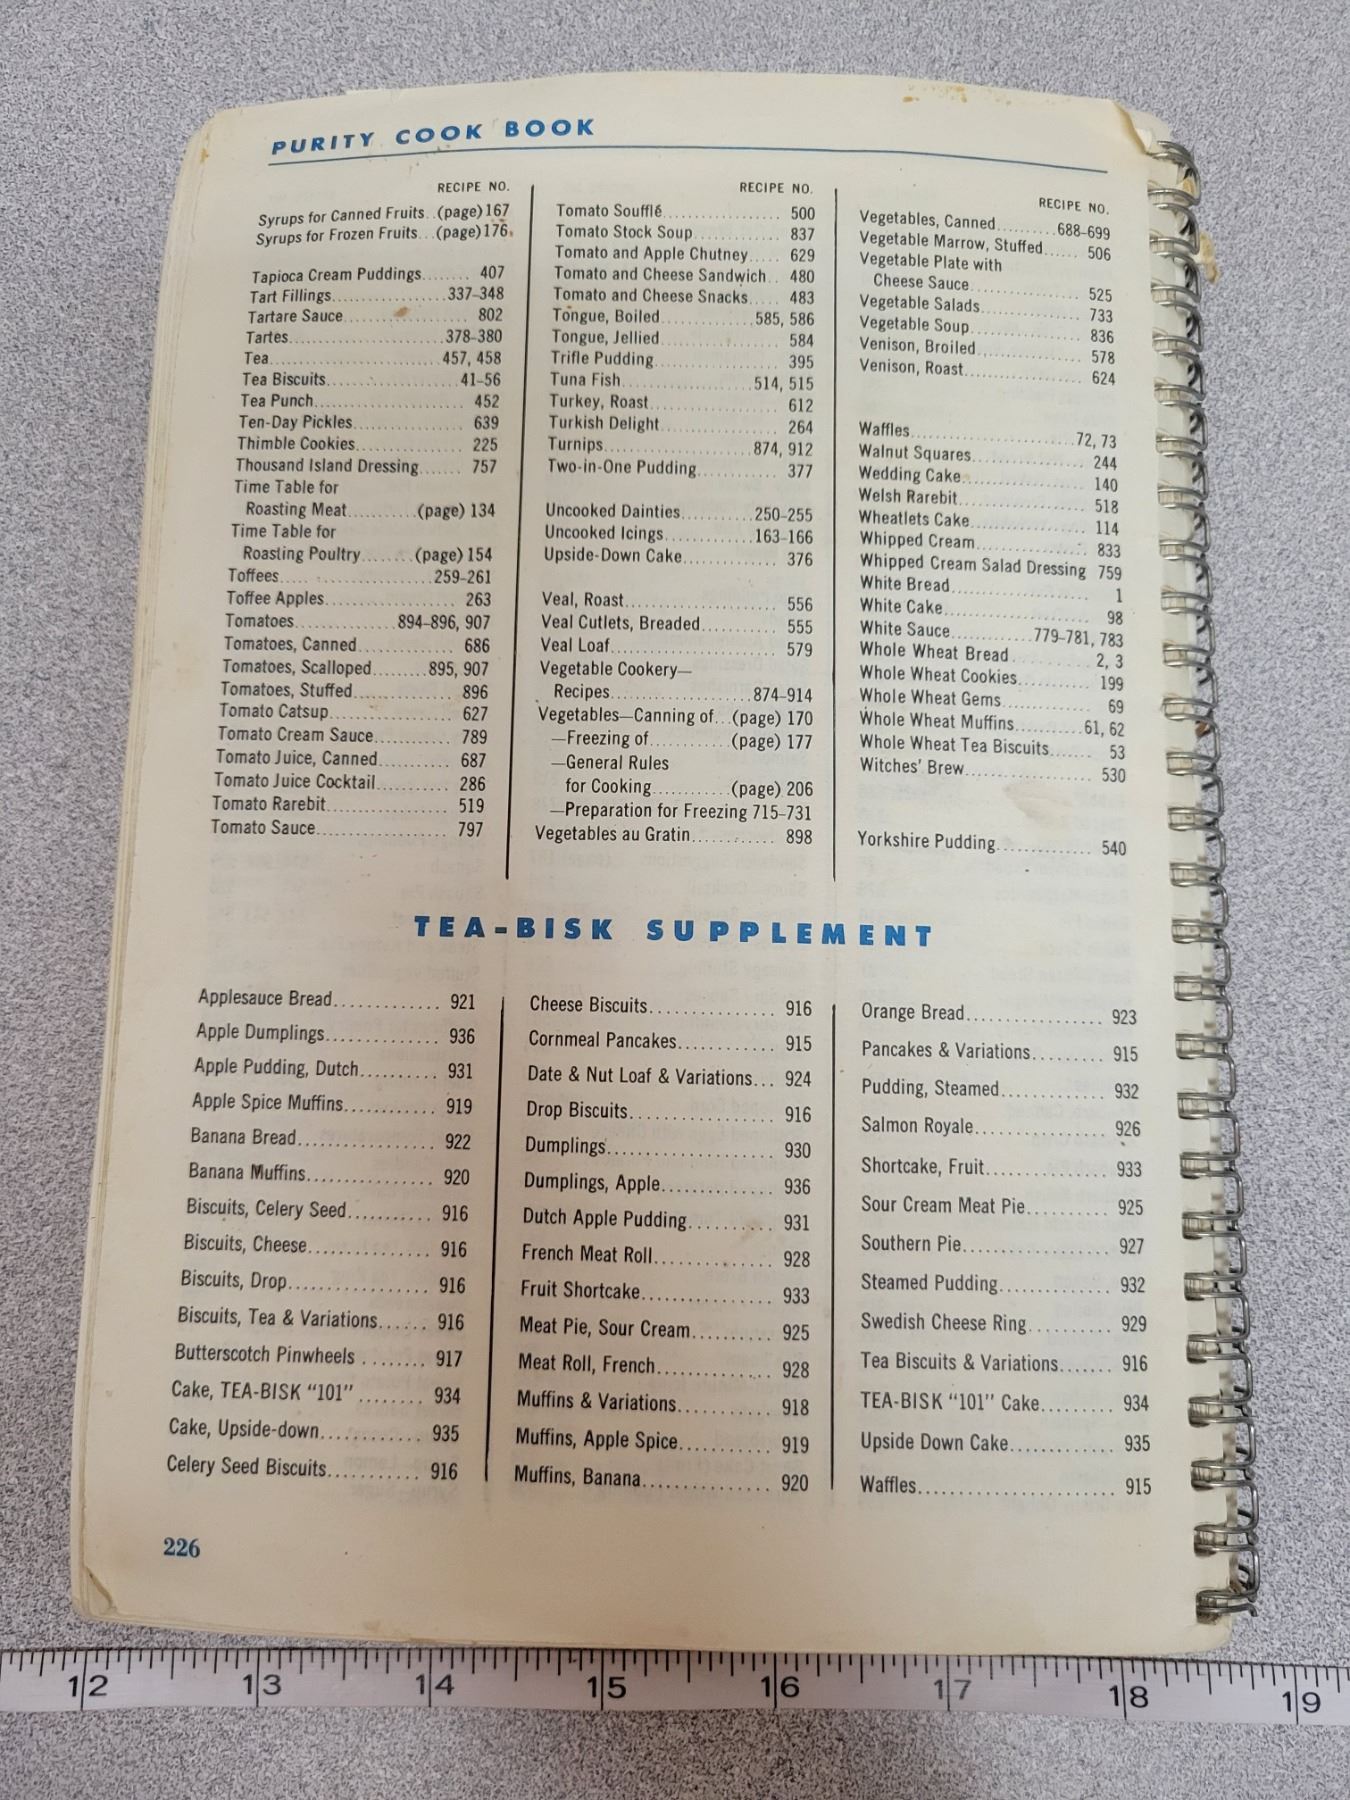 PURITY COOK BOOK
RECIPE NO.
Syrups for Canned Fruits..(page) 167
Syrups for Frozen Fruits...(page) 176
Tapioca Cream Puddings........ 407
Tart Fillings................337-348
Tartare Sauce.................. 802
Tartes......................378-380
Tea.........................457, 458
Tea Biscuits..................41-56
Tea Punch...................... 452
Ten-Day Pickles................ 639
Thimble Cookies................ 225
Thousand Island Dressing....... 757
Time Table for
Roasting Meat..........(page) 134
Time Table for
Roasting Poultry.......(page) 154
Toffees.....................259-261
Toffee Apples.................. 263
Tomatoes...............894-896, 907
Tomatoes, Canned............... 686
Tomatoes, Scalloped........895, 907
Tomatoes, Stuffed.............. 896
Tomato Catsup.................. 627
Tomato Cream Sauce............. 789
Tomato Juice, Canned........... 687
Tomato Juice Cocktail.......... 286
Tomato Rarebit................. 519
Tomato Sauce................... 797
RECIPE NO.
Tomato Soufflé................. 500
Tomato Stock Soup.............. 837
Tomato and Apple Chutney..... 629
Tomato and Cheese Sandwich.. 480
Tomato and Cheese Snacks..... 483
Tongue, Boiled.............585, 586
Tongue, Jellied................ 584
Trifle Pudding................. 395
Tuna Fish..................514, 515
Turkey, Roast.................. 612
Turkish Delight................ 264
Turnips....................874, 912
Two-in-One Pudding............. 377
Uncooked Dainties...........250-255
Uncooked Icings.............163-166
Upside-Down Cake............... 376
Veal, Roast.................... 556
Veal Cutlets, Breaded.......... 555
Veal Loaf...................... 579
Vegetable Cookery—
Recipes...................874-914
Vegetables—Canning of...(page) 170
—Freezing of............(page) 177
—General Rules
for Cooking...........(page) 206
—Preparation for Freezing 715-731
Vegetables au Gratin........... 898
RECIPE NO.
Vegetables, Canned..........688-699
Vegetable Marrow, Stuffed...... 506
Vegetable Plate with
Cheese Sauce................. 525
Vegetable Salads............... 733
Vegetable Soup................. 836
Venison, Broiled............... 578
Venison, Roast................. 624
Waffles......................72, 73
Walnut Squares................. 244
Wedding Cake................... 140
Welsh Rarebit.................. 518
Wheatlets Cake................. 114
Whipped Cream.................. 833
Whipped Cream Salad Dressing 759
White Bread.................... 1
White Cake..................... 98
White Sauce............779-781, 783
Whole Wheat Bread............ 2, 3
Whole Wheat Cookies............ 199
Whole Wheat Gems............... 69
Whole Wheat Muffins..........61, 62
Whole Wheat Tea Biscuits....... 53
Witches' Brew.................. 530
Yorkshire Pudding.............. 540
TEA-BISK SUPPLEMENT
Applesauce Bread............. 921
Apple Dumplings.............. 936
Apple Pudding, Dutch.......... 931
Apple Spice Muffins............ 919
Banana Bread................. 922
Banana Muffins................ 920
Biscuits, Celery Seed........... 916
Biscuits, Cheese............... 916
Biscuits, Drop................. 916
Biscuits, Tea & Variations...... 916
Butterscotch Pinwheels ........ 917
Cake, TEA-BISK "101" ........ 934
Cake, Upside-down............. 935
Celery Seed Biscuits........... 916
Cheese Biscuits............... 916
Cornmeal Pancakes............ 915
Date & Nut Loaf & Variations... 924
Drop Biscuits................. 916
Dumplings.................... 930
Dumplings, Apple.............. 936
Dutch Apple Pudding........... 931
French Meat Roll.............. 928
Fruit Shortcake................ 933
Meat Pie, Sour Cream.......... 925
Meat Roll, French.............. 928
Muffins & Variations............ 918
Muffins, Apple Spice........... 919
Muffins, Banana................ 920
Orange Bread................. 923
Pancakes & Variations......... 915
Pudding, Steamed............. 932
Salmon Royale................ 926
Shortcake, Fruit............... 933
Sour Cream Meat Pie.......... 925
Southern Pie.................. 927
Steamed Pudding.............. 932
Swedish Cheese Ring.......... 929
Tea Biscuits & Variations....... 916
TEA-BISK "101" Cake......... 934
Upside Down Cake............. 935
Waffles....................... 915
226
12 13 14 15 16 17 18 19